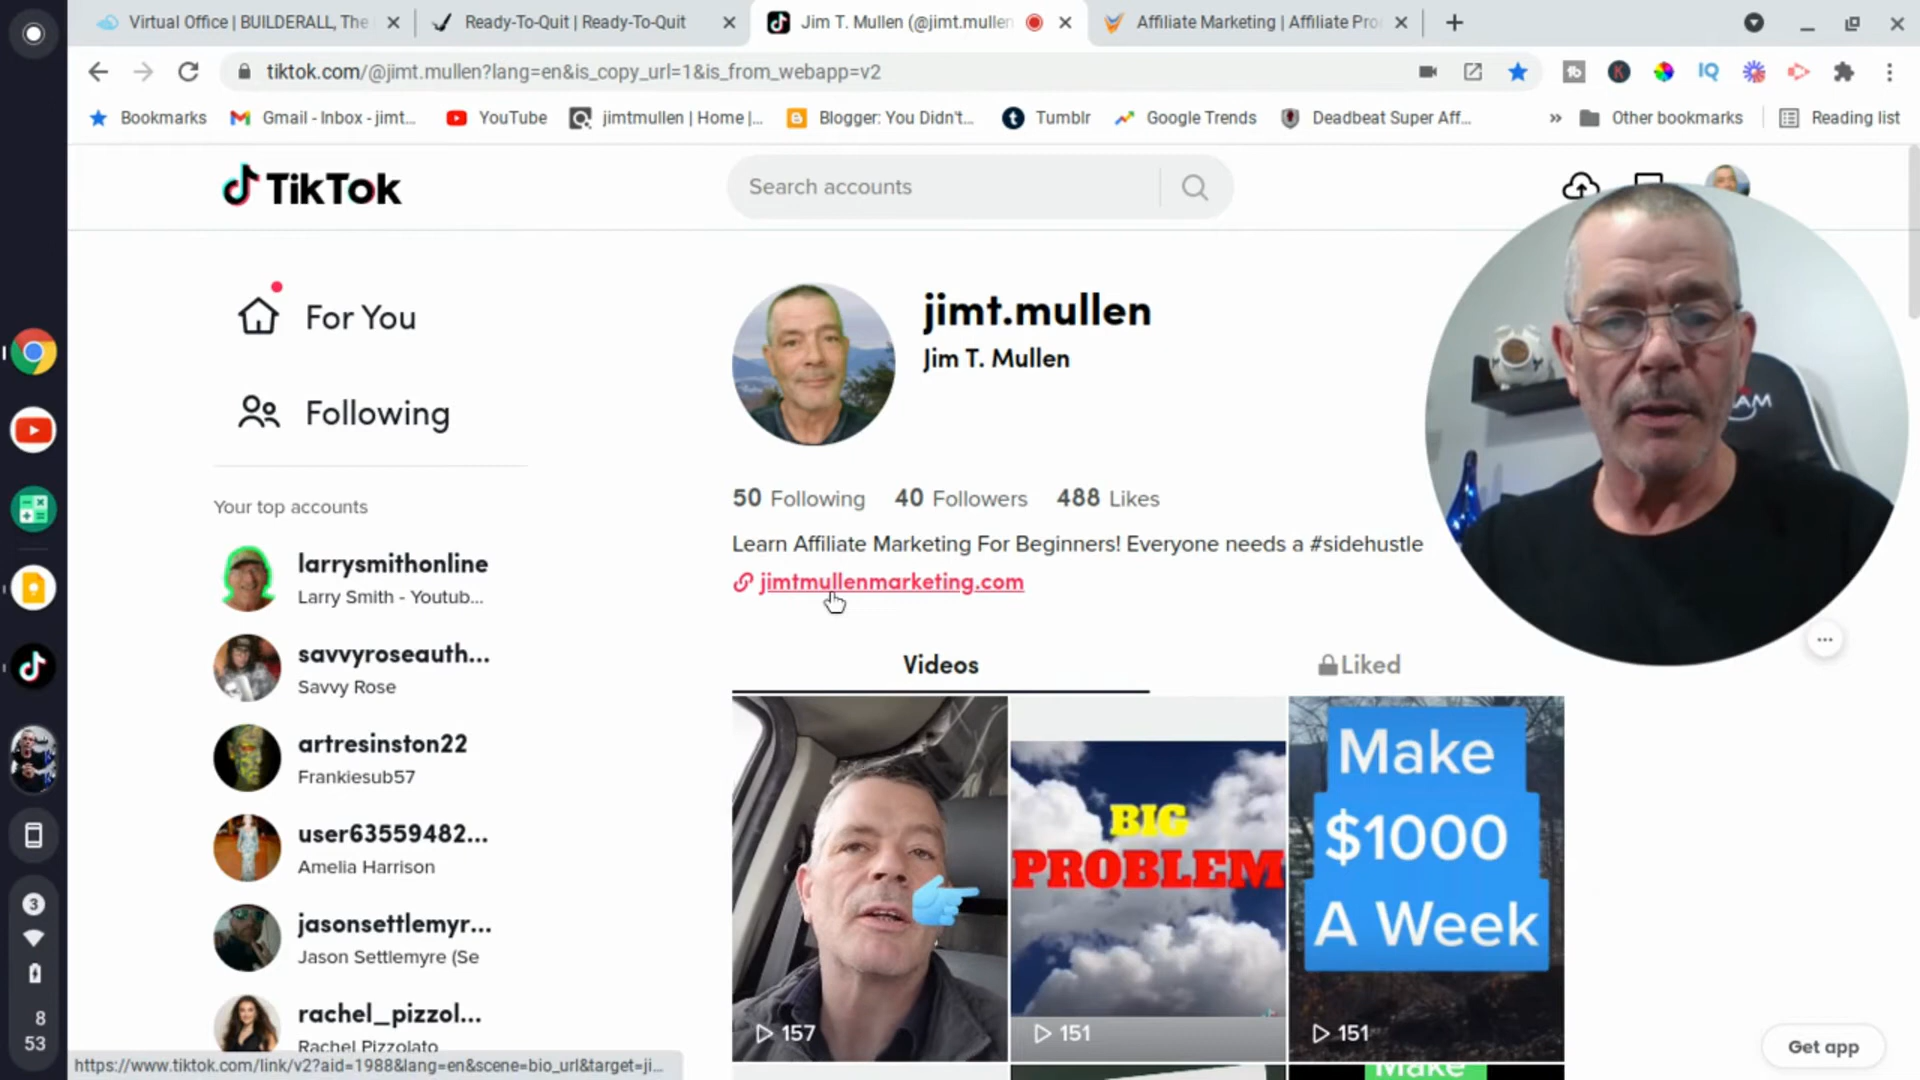 Virtual Office | BUILDERALL, The
Ready-To-Quit | Ready-To-Quit
Jim T. Mullen (@jimt.mullen
Affiliate Marketing | Affiliate Pro
tiktok.com/@jimt.mullen?lang=en&is_copy_url=1&is_from_webapp=v2
Bookmarks
Gmail - Inbox - jimt...
YouTube
jimtmullen | Home |...
Blogger: You Didn't...
Tumblr
Google Trends
Deadbeat Super Aff...
»
Other bookmarks
Reading list
TikTok
Search accounts
For You
Following
Your top accounts
larrysmithonline
Larry Smith - Youtub...
savvyroseauth...
Savvy Rose
artresinston22
Frankiesub57
user63559482...
Amelia Harrison
jasonsettlemyr...
Jason Settlemyre (Se
rachel_pizzol...
Rachel Pizzolato
jimt.mullen
Jim T. Mullen
50 Following 40 Followers 488 Likes
Learn Affiliate Marketing For Beginners! Everyone needs a #sidehustle
jimtmullenmarketing.com
Videos
Liked
157
BIG
PROBLEM
151
Make
$1000
A Week
151
Make
Get app
3
8
53
https://www.tiktok.com/link/v2?aid=1988&lang=en&scene=bio_url&target=ji...